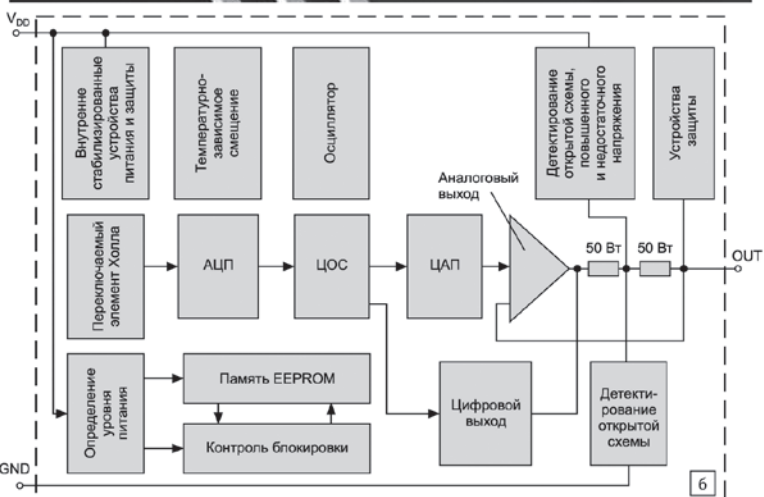 V_DD
Внутренне
стабилизированные
устройства
питания и защиты
Температурно-
зависимое
смещение
Осциллятор
Детектирование
открытой схемы,
повышенного
и недостаточного
напряжения
Устройства
защиты
Аналоговый
выход
Переключаемый
элемент Холла
АЦП
ЦОС
ЦАП
50 Вт
50 Вт
OUT
Определение
уровня
питания
Память EEPROM
Контроль блокировки
Цифровой
выход
Детекти-
рование
открытой
схемы
GND
б